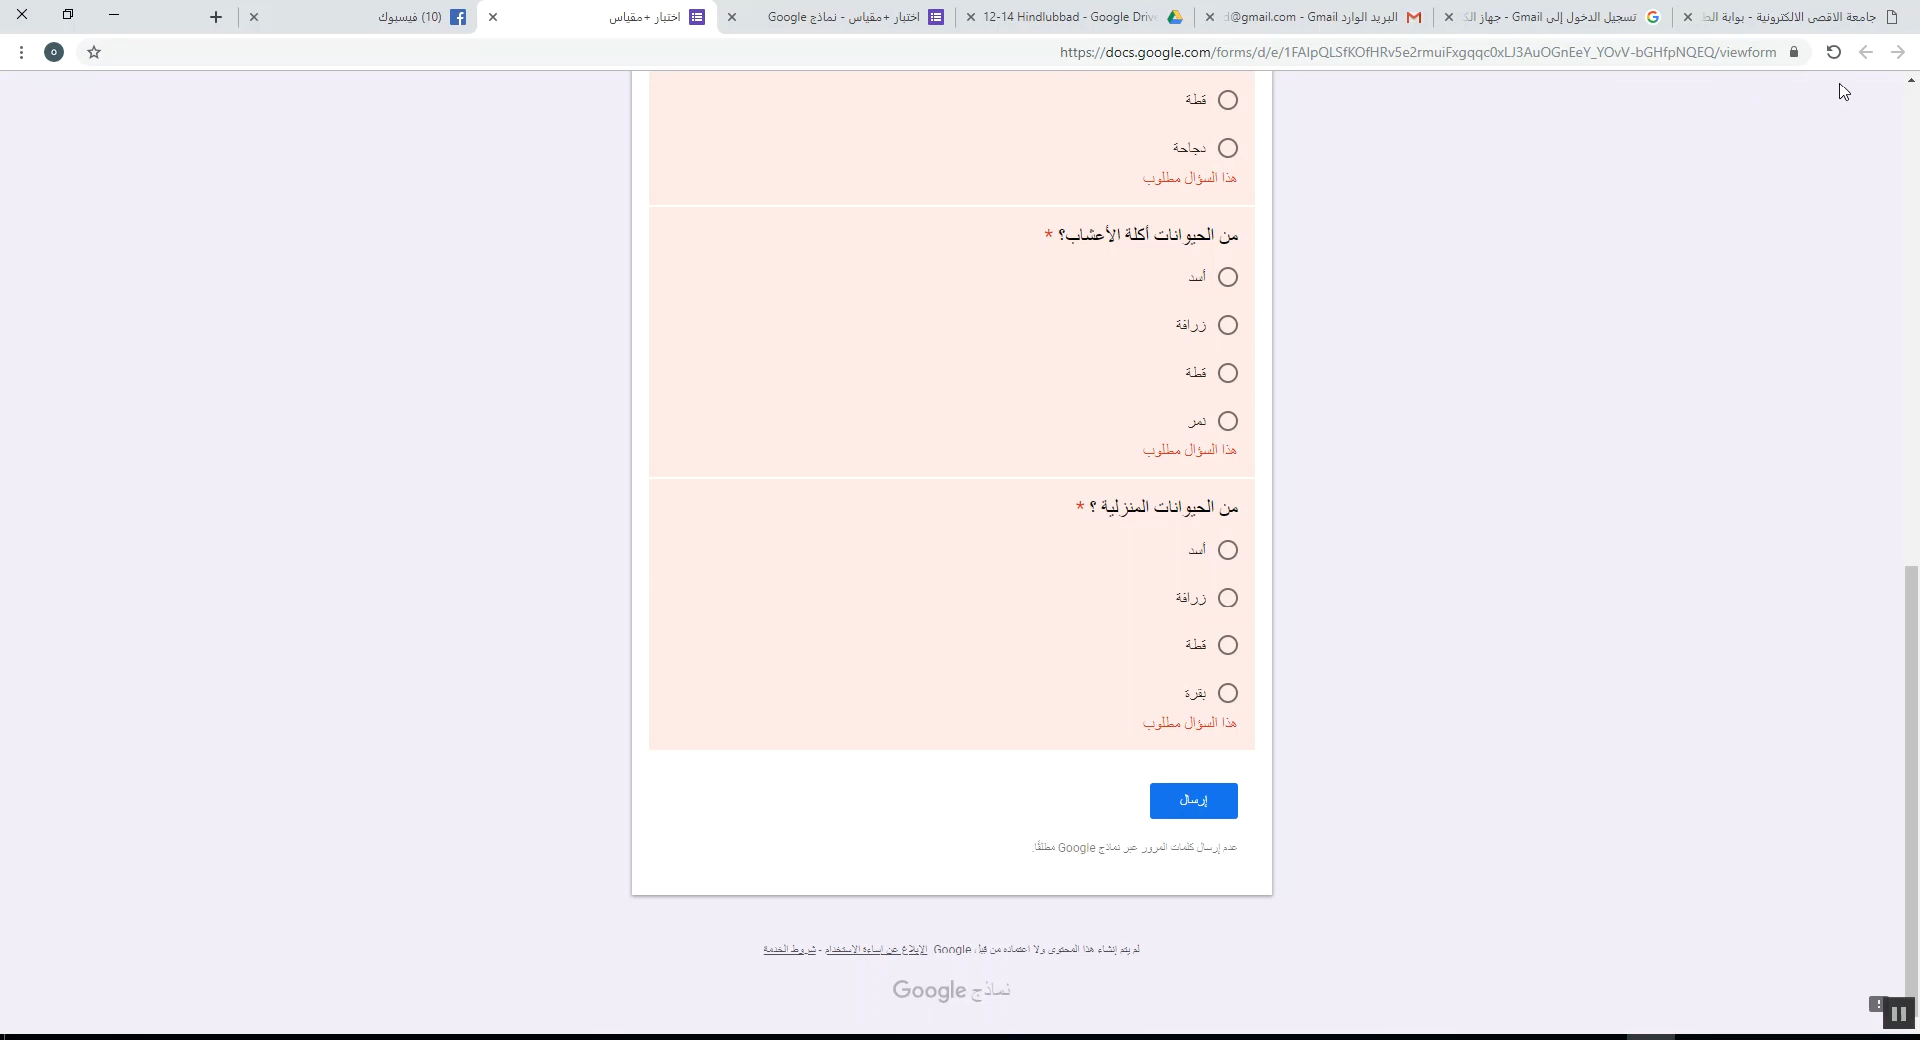 جامعة الاقصى الالكترونية - بوابة الط
تسجيل الدخول إلى Gmail - جهاز الك
البريد الوارد @gmail.com - Gmail
12-14 Hindlubbad - Google Drive
اختبار +مقياس - نماذج Google
اختبار +مقياس
(10) فيسبوك
https://docs.google.com/forms/d/e/1FAIpQLSfKOfHRv5e2rmuiFxgqqc0xLJ3AuOGnEeY_YOvV-bGHfpNQEQ/viewform
قطة
دجاجة
هذا السؤال مطلوب
من الحيوانات أكلة الأعشاب؟ *
أسد
زرافة
قطة
نمر
هذا السؤال مطلوب
من الحيوانات المنزلية ؟ *
أسد
زرافة
قطة
بقرة
هذا السؤال مطلوب
إرسال
عدم إرسال كلمات المرور عبر نماذج Google مطلقًا.
لم يتم إنشاء هذا المحتوى ولا اعتماده من قبل Google. الإبلاغ عن إساءة الاستخدام - شروط الخدمة
نماذج Google